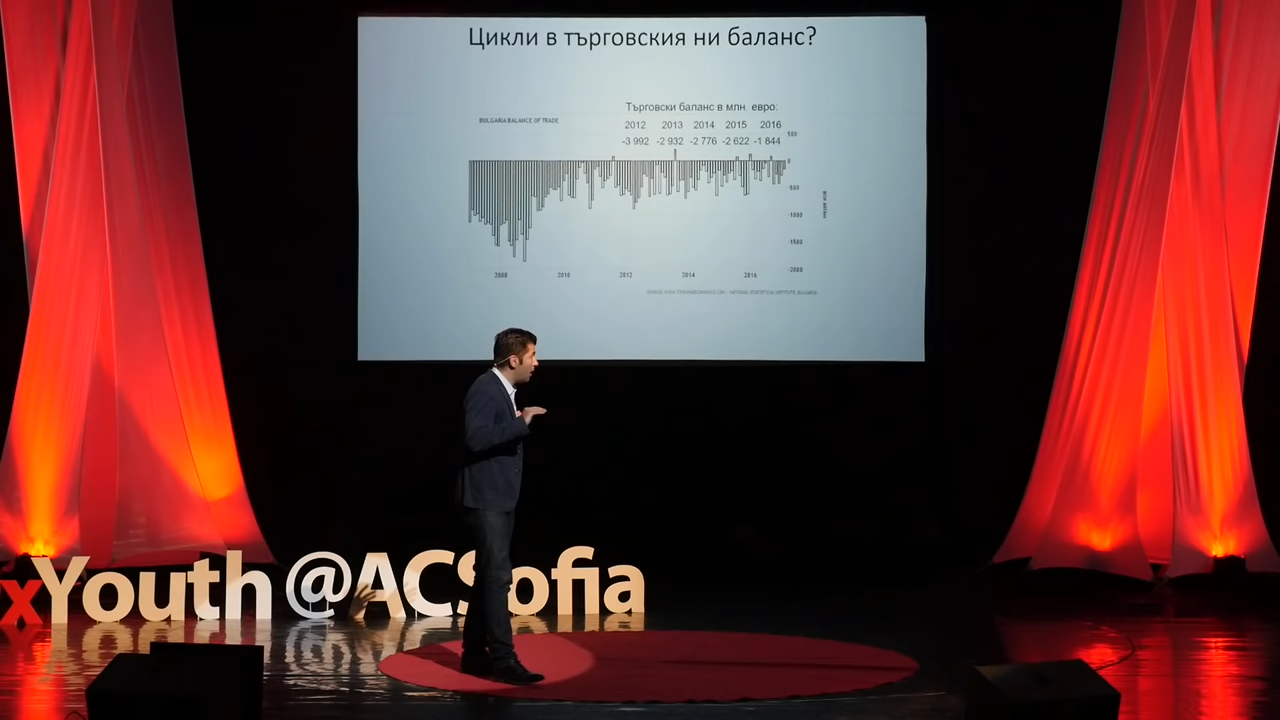 Цикли в търговския ни баланс?
Търговски баланс в млн. евро:
BULGARIA BALANCE OF TRADE
2012 2013 2014 2015 2016
-3 992 -2 932 -2 776 -2 622 -1 844
500
0
-500
-1000
-1500
-2000
2008 2010 2012 2014 2016
xYouth@ACSofia